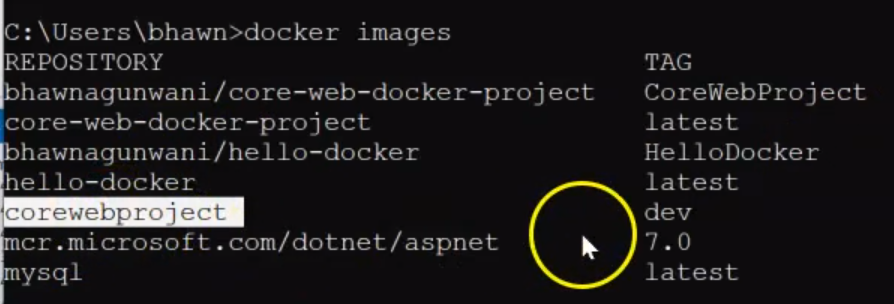 C:\Users\bhawn>docker images
REPOSITORY TAG
bhawnagunwani/core-web-docker-project CoreWebProject
core-web-docker-project latest
bhawnagunwani/hello-docker HelloDocker
hello-docker latest
corewebproject dev
mcr.microsoft.com/dotnet/aspnet 7.0
mysql latest